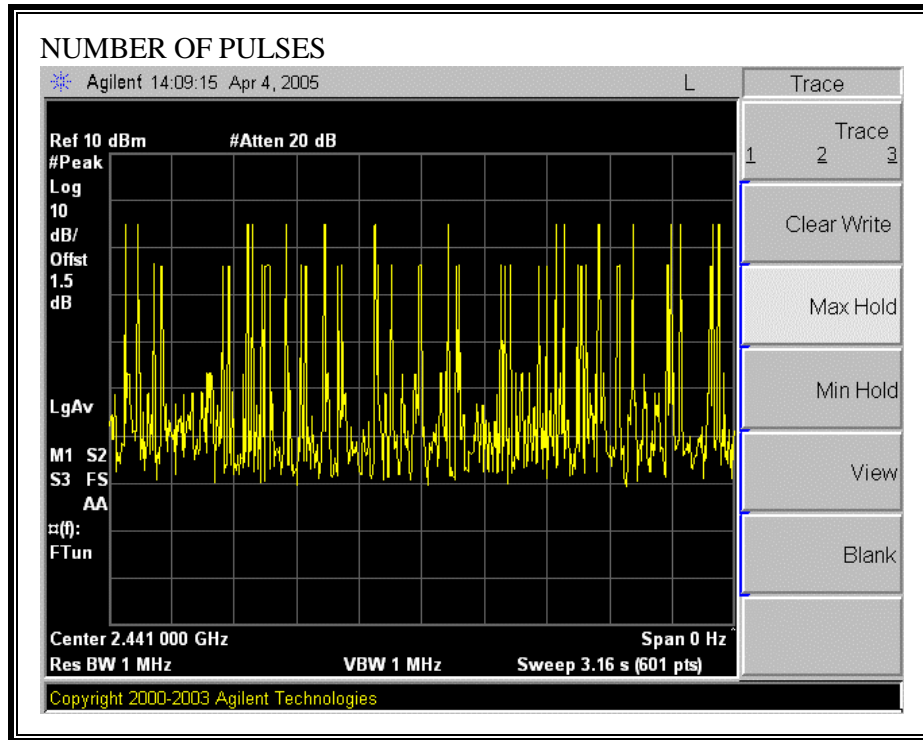 NUMBER OF PULSES
Agilent 14:09:15 Apr 4, 2005 L Trace
Ref 10 dBm #Atten 20 dB
#Peak
Log
10
dB/
Offst
1.5
dB
LgAv
M1 S2
S3 FS
AA
¤(f):
FTun
Center 2.441 000 GHz Span 0 Hz^
Res BW 1 MHz VBW 1 MHz Sweep 3.16 s (601 pts)
Copyright 2000-2003 Agilent Technologies
Trace
1 2 3
Clear Write
Max Hold
Min Hold
View
Blank